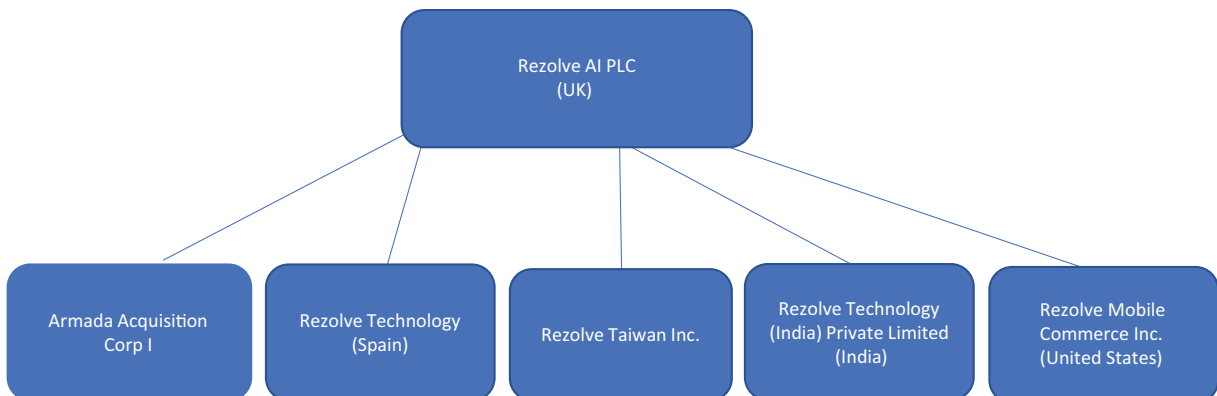 Rezolve AI PLC
(UK)
Armada Acquisition
Corp I
Rezolve Technology
(Spain)
Rezolve Taiwan Inc.
Rezolve Technology
(India) Private Limited
(India)
Rezolve Mobile
Commerce Inc.
(United States)